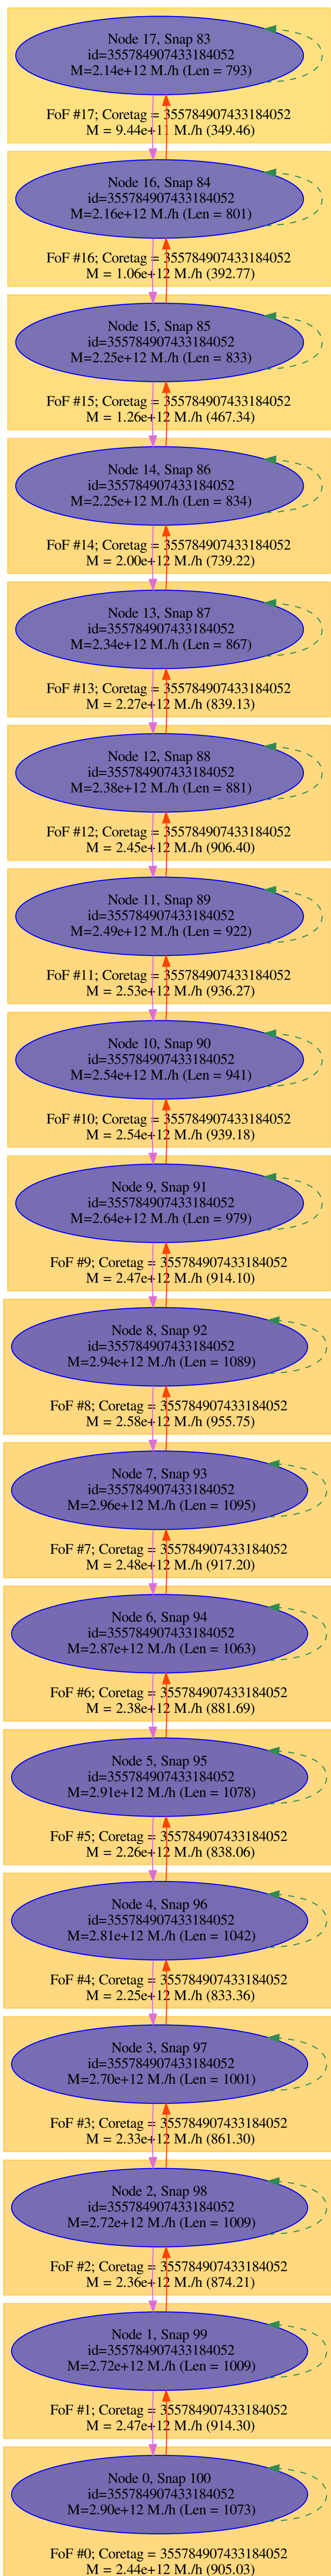 Node 17, Snap 83
id=355784907433184052
M=2.14e+12 M./h (Len = 793)
FoF #17; Coretag = 355784907433184052
M = 9.44e+11 M./h (349.46)
Node 16, Snap 84
id=355784907433184052
M=2.16e+12 M./h (Len = 801)
FoF #16; Coretag = 355784907433184052
M = 1.06e+12 M./h (392.77)
Node 15, Snap 85
id=355784907433184052
M=2.25e+12 M./h (Len = 833)
FoF #15; Coretag = 355784907433184052
M = 1.26e+12 M./h (467.34)
Node 14, Snap 86
id=355784907433184052
M=2.25e+12 M./h (Len = 834)
FoF #14; Coretag = 355784907433184052
M = 2.00e+12 M./h (739.22)
Node 13, Snap 87
id=355784907433184052
M=2.34e+12 M./h (Len = 867)
FoF #13; Coretag = 355784907433184052
M = 2.27e+12 M./h (839.13)
Node 12, Snap 88
id=355784907433184052
M=2.38e+12 M./h (Len = 881)
FoF #12; Coretag = 355784907433184052
M = 2.45e+12 M./h (906.40)
Node 11, Snap 89
id=355784907433184052
M=2.49e+12 M./h (Len = 922)
FoF #11; Coretag = 355784907433184052
M = 2.53e+12 M./h (936.27)
Node 10, Snap 90
id=355784907433184052
M=2.54e+12 M./h (Len = 941)
FoF #10; Coretag = 355784907433184052
M = 2.54e+12 M./h (939.18)
Node 9, Snap 91
id=355784907433184052
M=2.64e+12 M./h (Len = 979)
FoF #9; Coretag = 355784907433184052
M = 2.47e+12 M./h (914.10)
Node 8, Snap 92
id=355784907433184052
M=2.94e+12 M./h (Len = 1089)
FoF #8; Coretag = 355784907433184052
M = 2.58e+12 M./h (955.75)
Node 7, Snap 93
id=355784907433184052
M=2.96e+12 M./h (Len = 1095)
FoF #7; Coretag = 355784907433184052
M = 2.48e+12 M./h (917.20)
Node 6, Snap 94
id=355784907433184052
M=2.87e+12 M./h (Len = 1063)
FoF #6; Coretag = 355784907433184052
M = 2.38e+12 M./h (881.69)
Node 5, Snap 95
id=355784907433184052
M=2.91e+12 M./h (Len = 1078)
FoF #5; Coretag = 355784907433184052
M = 2.26e+12 M./h (838.06)
Node 4, Snap 96
id=355784907433184052
M=2.81e+12 M./h (Len = 1042)
FoF #4; Coretag = 355784907433184052
M = 2.25e+12 M./h (833.36)
Node 3, Snap 97
id=355784907433184052
M=2.70e+12 M./h (Len = 1001)
FoF #3; Coretag = 355784907433184052
M = 2.33e+12 M./h (861.30)
Node 2, Snap 98
id=355784907433184052
M=2.72e+12 M./h (Len = 1009)
FoF #2; Coretag = 355784907433184052
M = 2.36e+12 M./h (874.21)
Node 1, Snap 99
id=355784907433184052
M=2.72e+12 M./h (Len = 1009)
FoF #1; Coretag = 355784907433184052
M = 2.47e+12 M./h (914.30)
Node 0, Snap 100
id=355784907433184052
M=2.90e+12 M./h (Len = 1073)
FoF #0; Coretag = 355784907433184052
M = 2.44e+12 M./h (905.03)